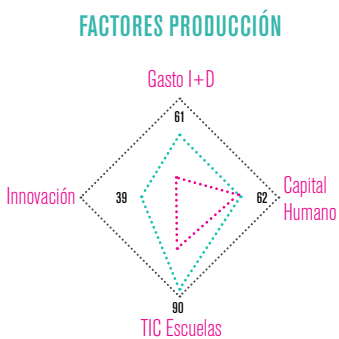 FACTORES PRODUCCIÓN
Gasto I+D
61
Innovación
39
62
Capital
Humano
90
TIC Escuelas